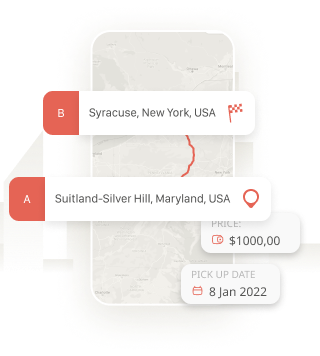 B
Syracuse, New York, USA
A
Suitland-Silver Hill, Maryland, USA
PRICE:
$1000,00
PICK UP DATE
8 Jan 2022